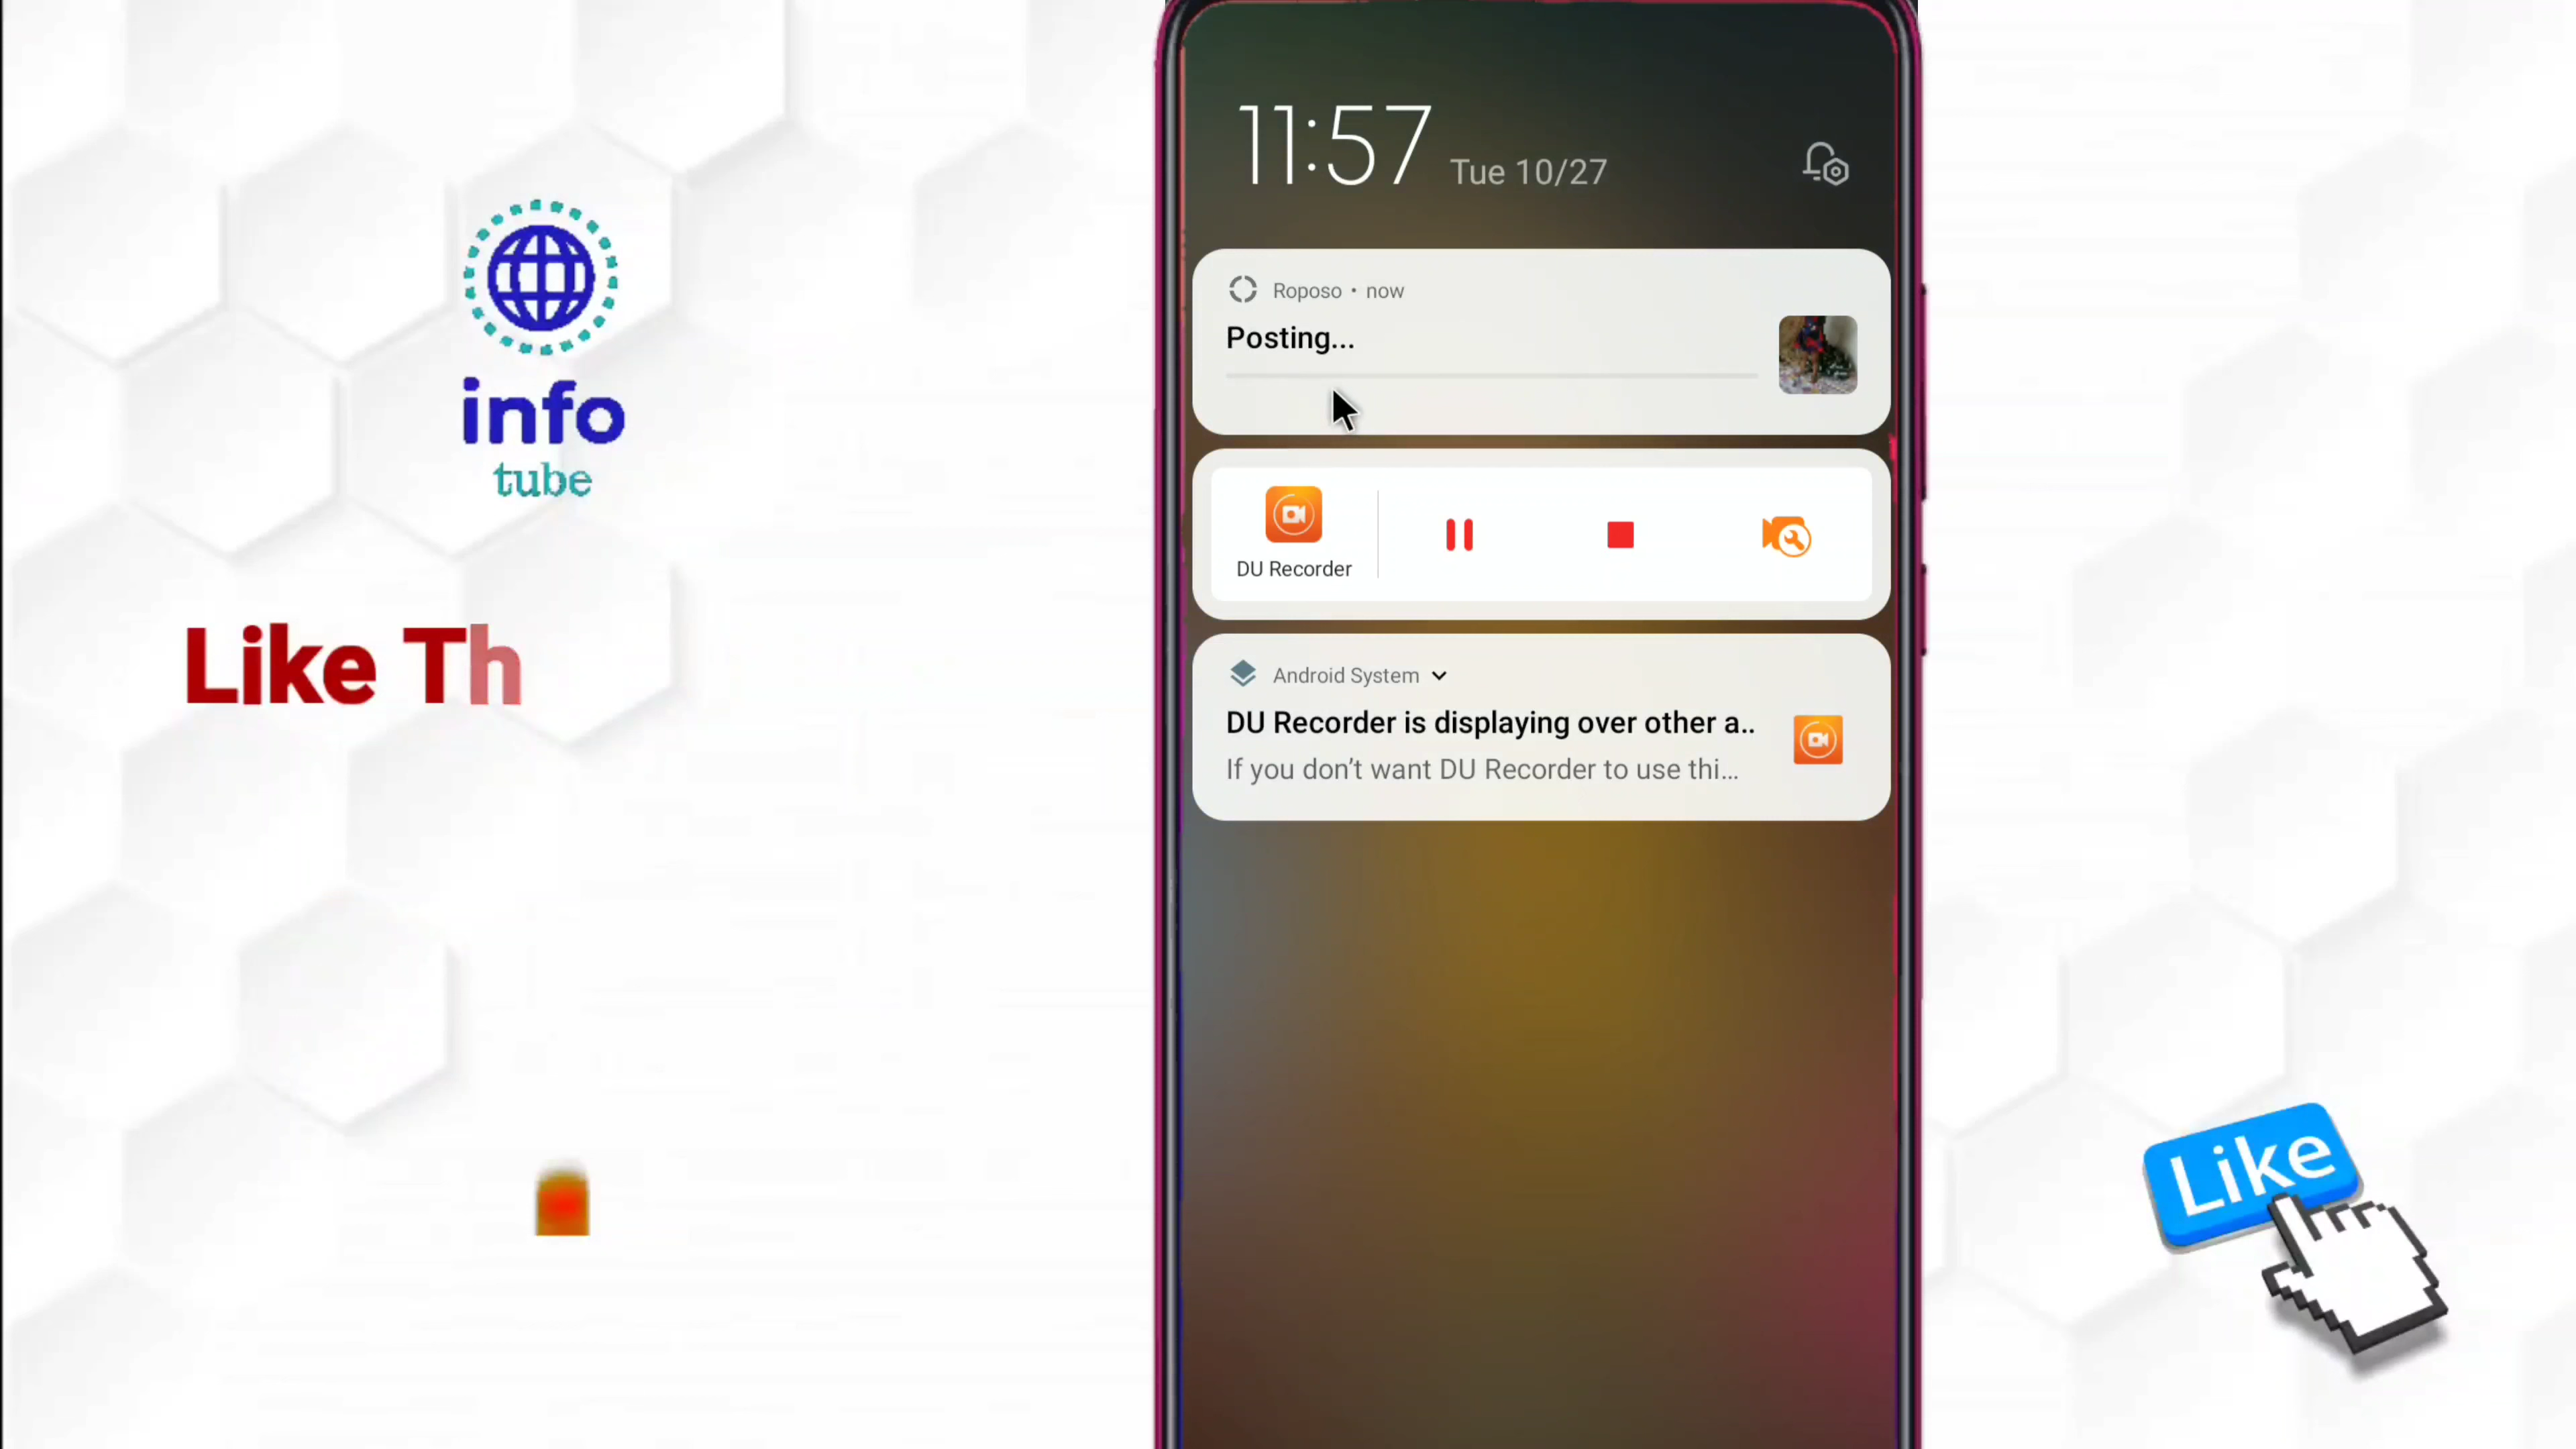 info
tube
Like Th
11:57 Tue 10/27
Roposo • now
Posting...
DU Recorder
Android System
DU Recorder is displaying over other a..
If you don't want DU Recorder to use thi...
Like